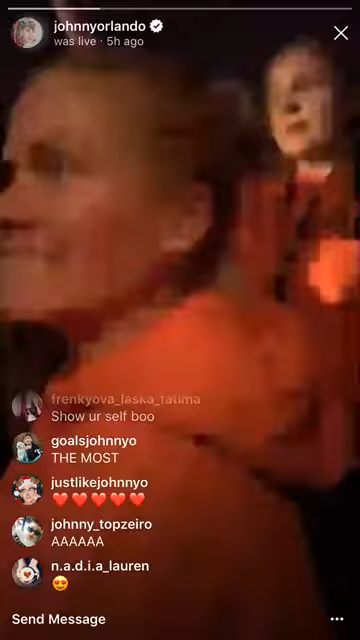 johnnyorlando
was live · 5h ago
frenkyova_laska_fatima
Show ur self boo
goalsjohnnyo
THE MOST
justlikejohnnyo
❤️❤️❤️❤️❤️
johnny_topzeiro
AAAAAA
n.a.d.i.a_lauren
😍
Send Message